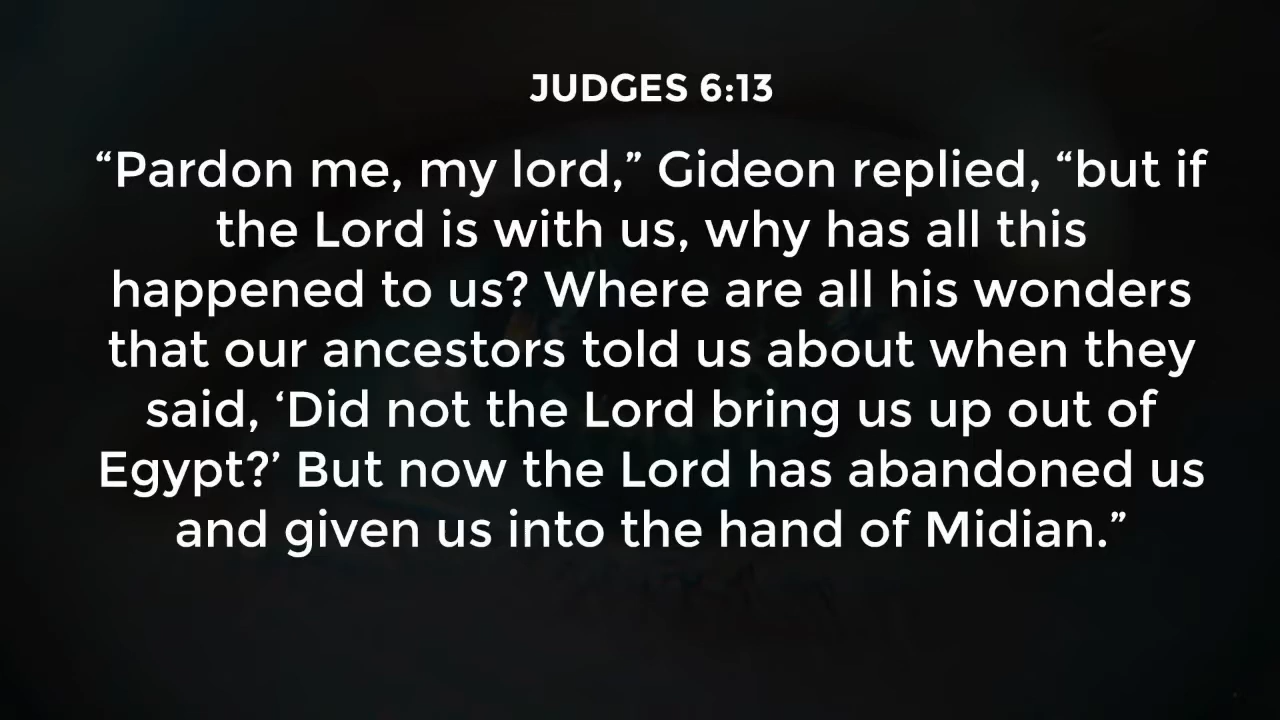 JUDGES 6:13
“Pardon me, my lord,” Gideon replied, “but if
the Lord is with us, why has all this
happened to us? Where are all his wonders
that our ancestors told us about when they
said, ‘Did not the Lord bring us up out of
Egypt?’ But now the Lord has abandoned us
and given us into the hand of Midian.”